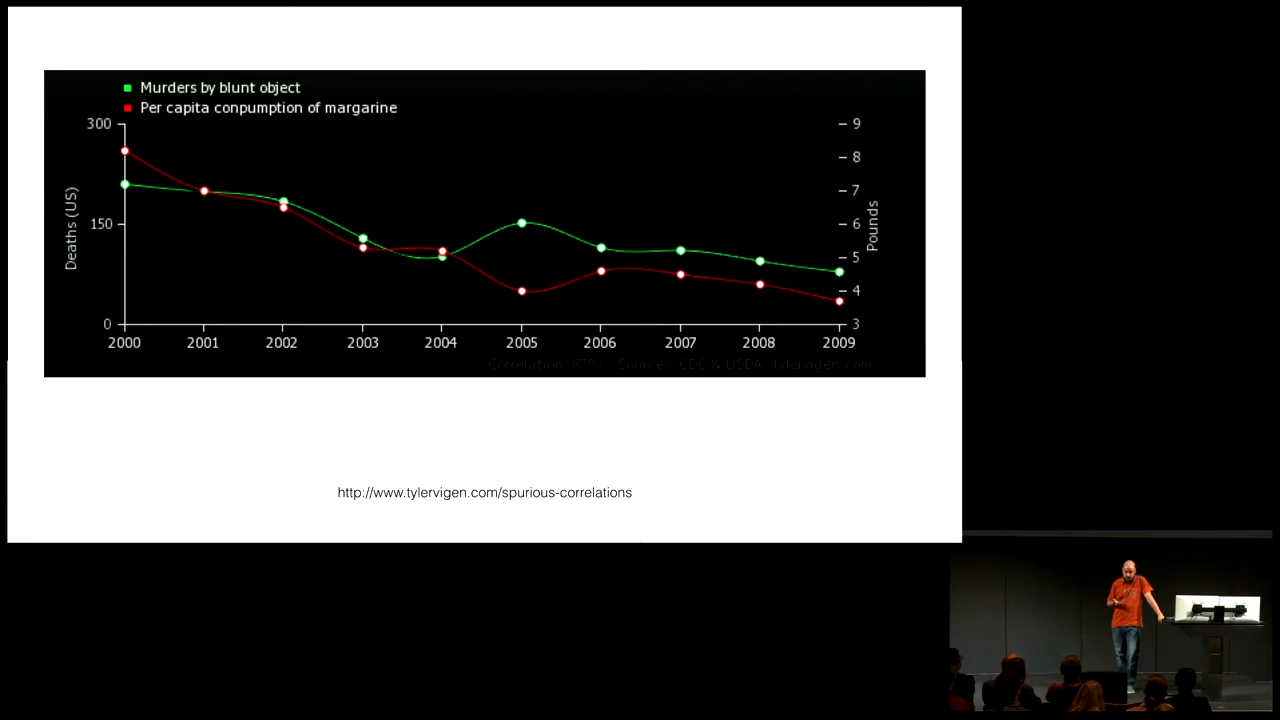 Murders by blunt object
Per capita conpumption of margarine
300
150
0
Deaths (US)
9
8
7
6
5
4
3
Pounds
2000 2001 2002 2003 2004 2005 2006 2007 2008 2009
Correlation: 87% Sources: CDC & USDA tylervigen.com
http://www.tylervigen.com/spurious-correlations